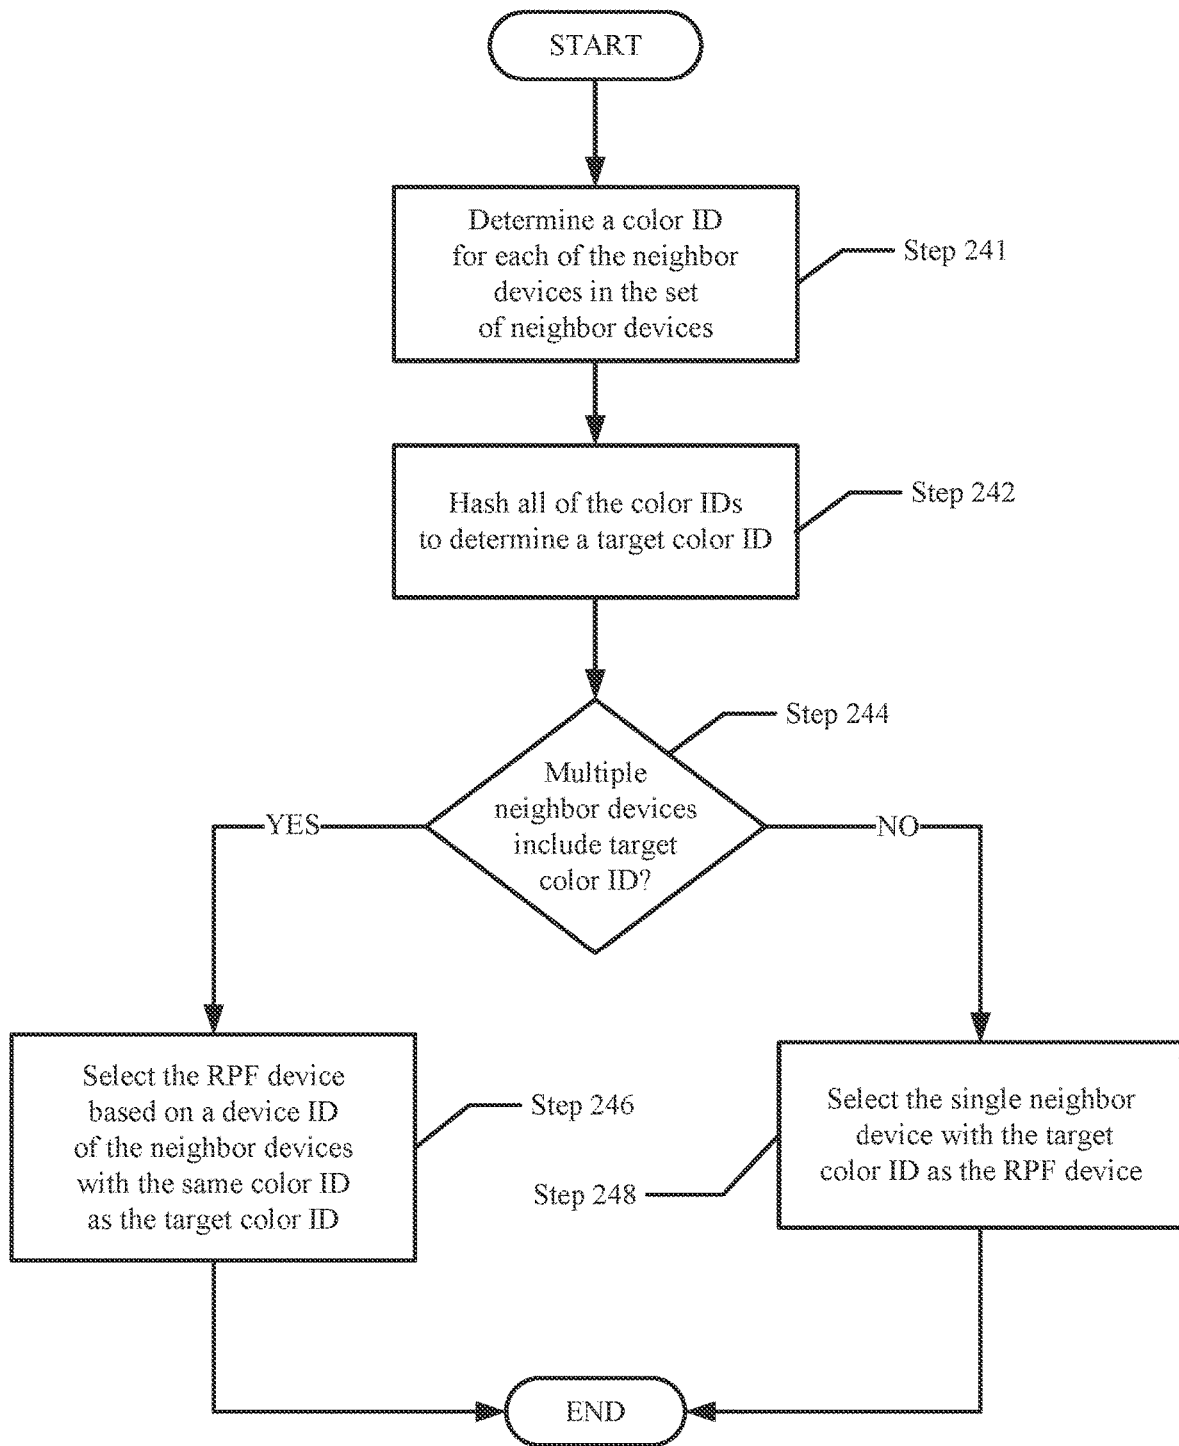 START
Determine a color ID
for each of the neighbor
devices in the set
of neighbor devices
Step 241
Hash all of the color IDs
to determine a target color ID
Step 242
Step 244
Multiple
neighbor devices
include target
color ID?
YES
NO
Select the RPF device
based on a device ID
of the neighbor devices
with the same color ID
as the target color ID
Step 246
Select the single neighbor
device with the target
color ID as the RPF device
Step 248
END